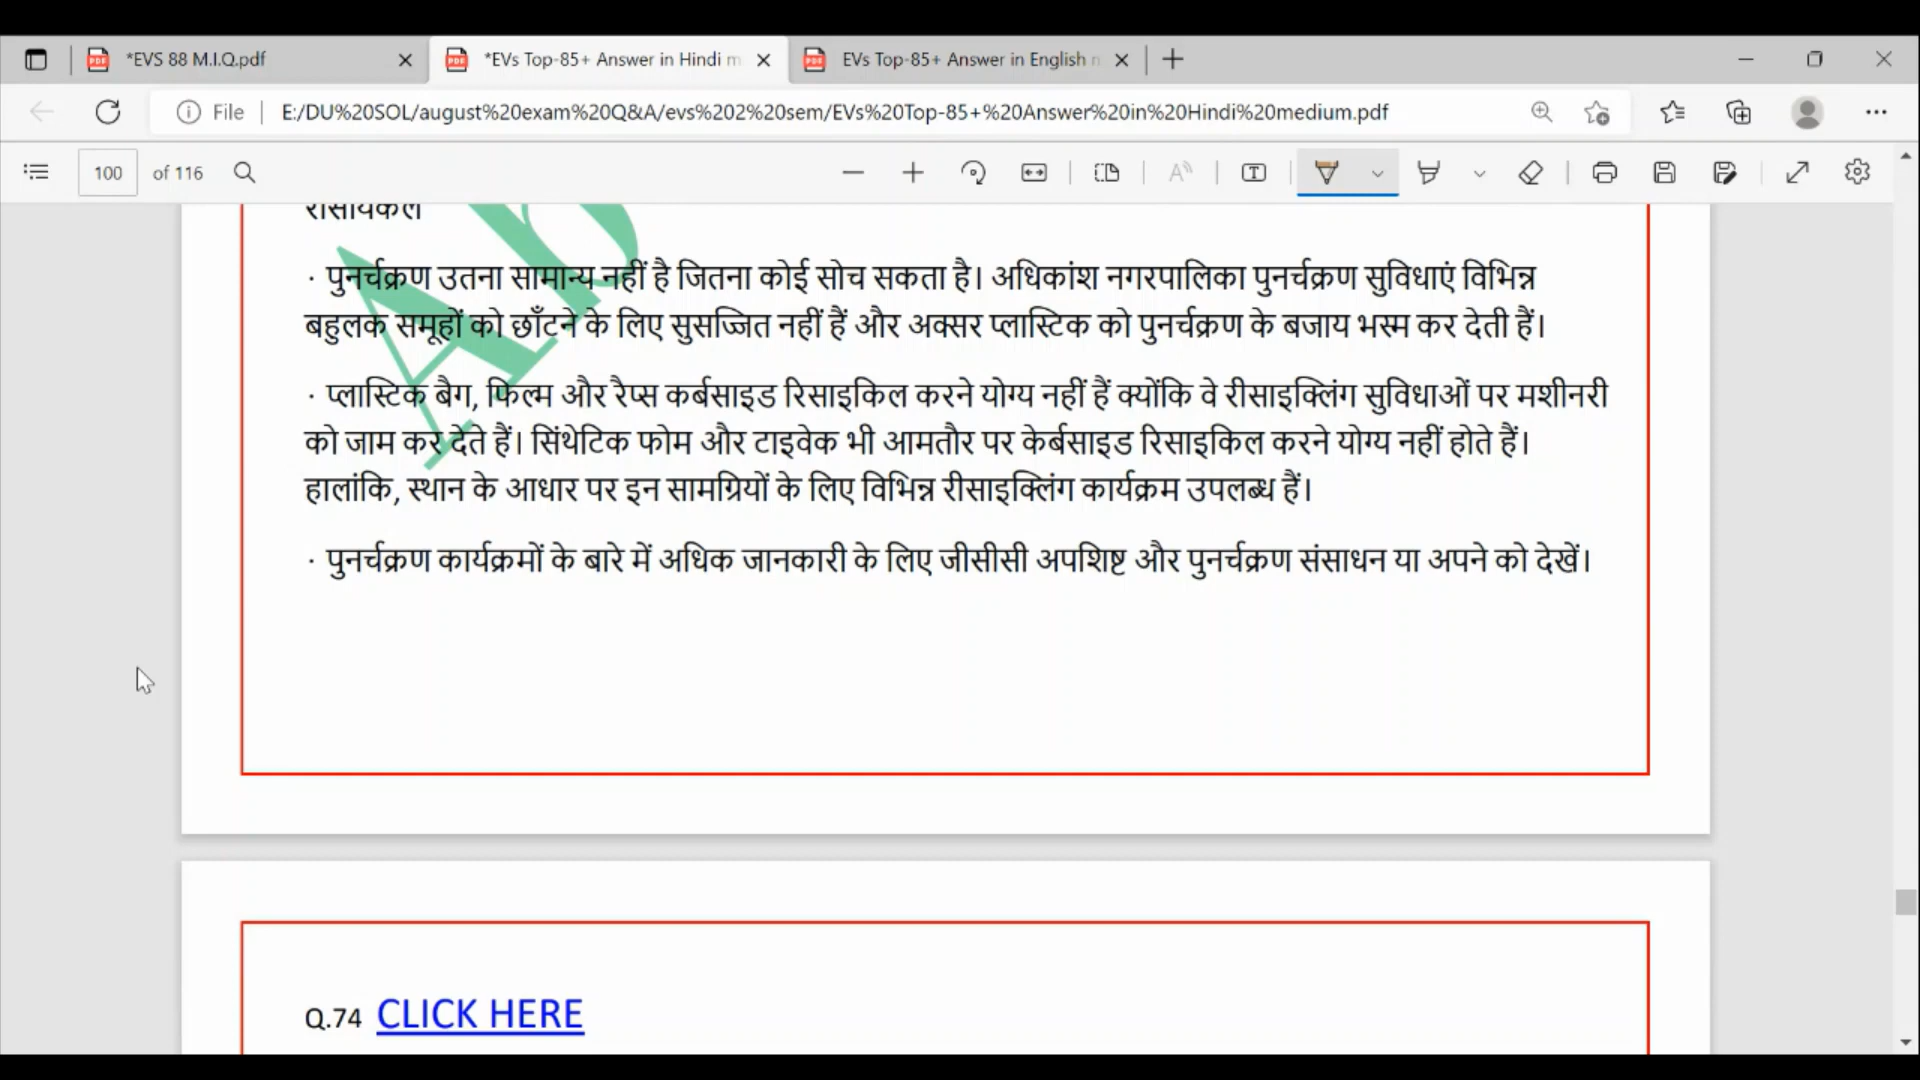 *EVS 88 M.I.Q.pdf
*EVs Top-85+ Answer in Hindi m
EVs Top-85+ Answer in English
File
E:/DU%20SOL/august%20exam%20Q&A/evs%202%20sem/EVs%20Top-85+%20Answer%20in%20Hindi%20medium.pdf
100 of 116
रीसायकल
· पुनर्चक्रण उतना सामान्य नहीं है जितना कोई सोच सकता है। अधिकांश नगरपालिका पुनर्चक्रण सुविधाएं विभिन्न
बहुलक समूहों को छाँटने के लिए सुसज्जित नहीं हैं और अक्सर प्लास्टिक को पुनर्चक्रण के बजाय भस्म कर देती हैं।
· प्लास्टिक बैग, फिल्म और रैप्स कर्बसाइड रिसाइकिल करने योग्य नहीं हैं क्योंकि वे रीसाइक्लिंग सुविधाओं पर मशीनरी
को जाम कर देते हैं। सिंथेटिक फोम और टाइवेक भी आमतौर पर केर्बसाइड रिसाइकिल करने योग्य नहीं होते हैं।
हालांकि, स्थान के आधार पर इन सामग्रियों के लिए विभिन्न रीसाइक्लिंग कार्यक्रम उपलब्ध हैं।
· पुनर्चक्रण कार्यक्रमों के बारे में अधिक जानकारी के लिए जीसीसी अपशिष्ट और पुनर्चक्रण संसाधन या अपने को देखें।
Q.74 CLICK HERE